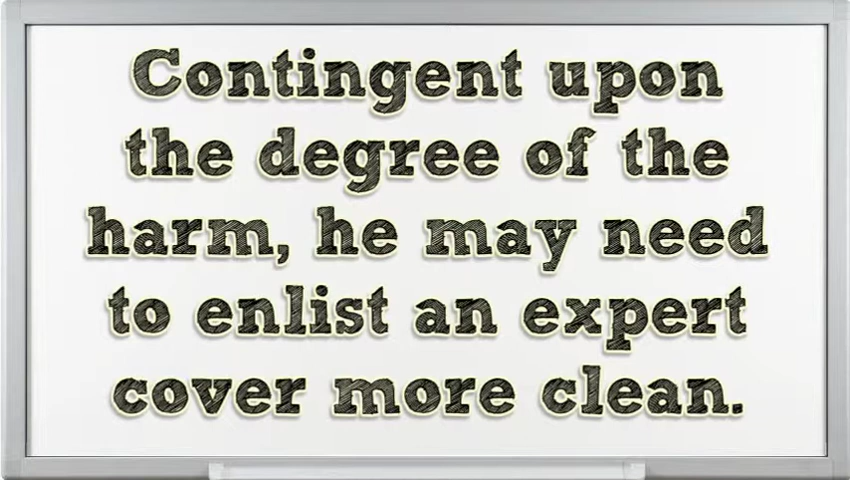 Contingent upon
the degree of the
harm, he may need
to enlist an expert
cover more clean.